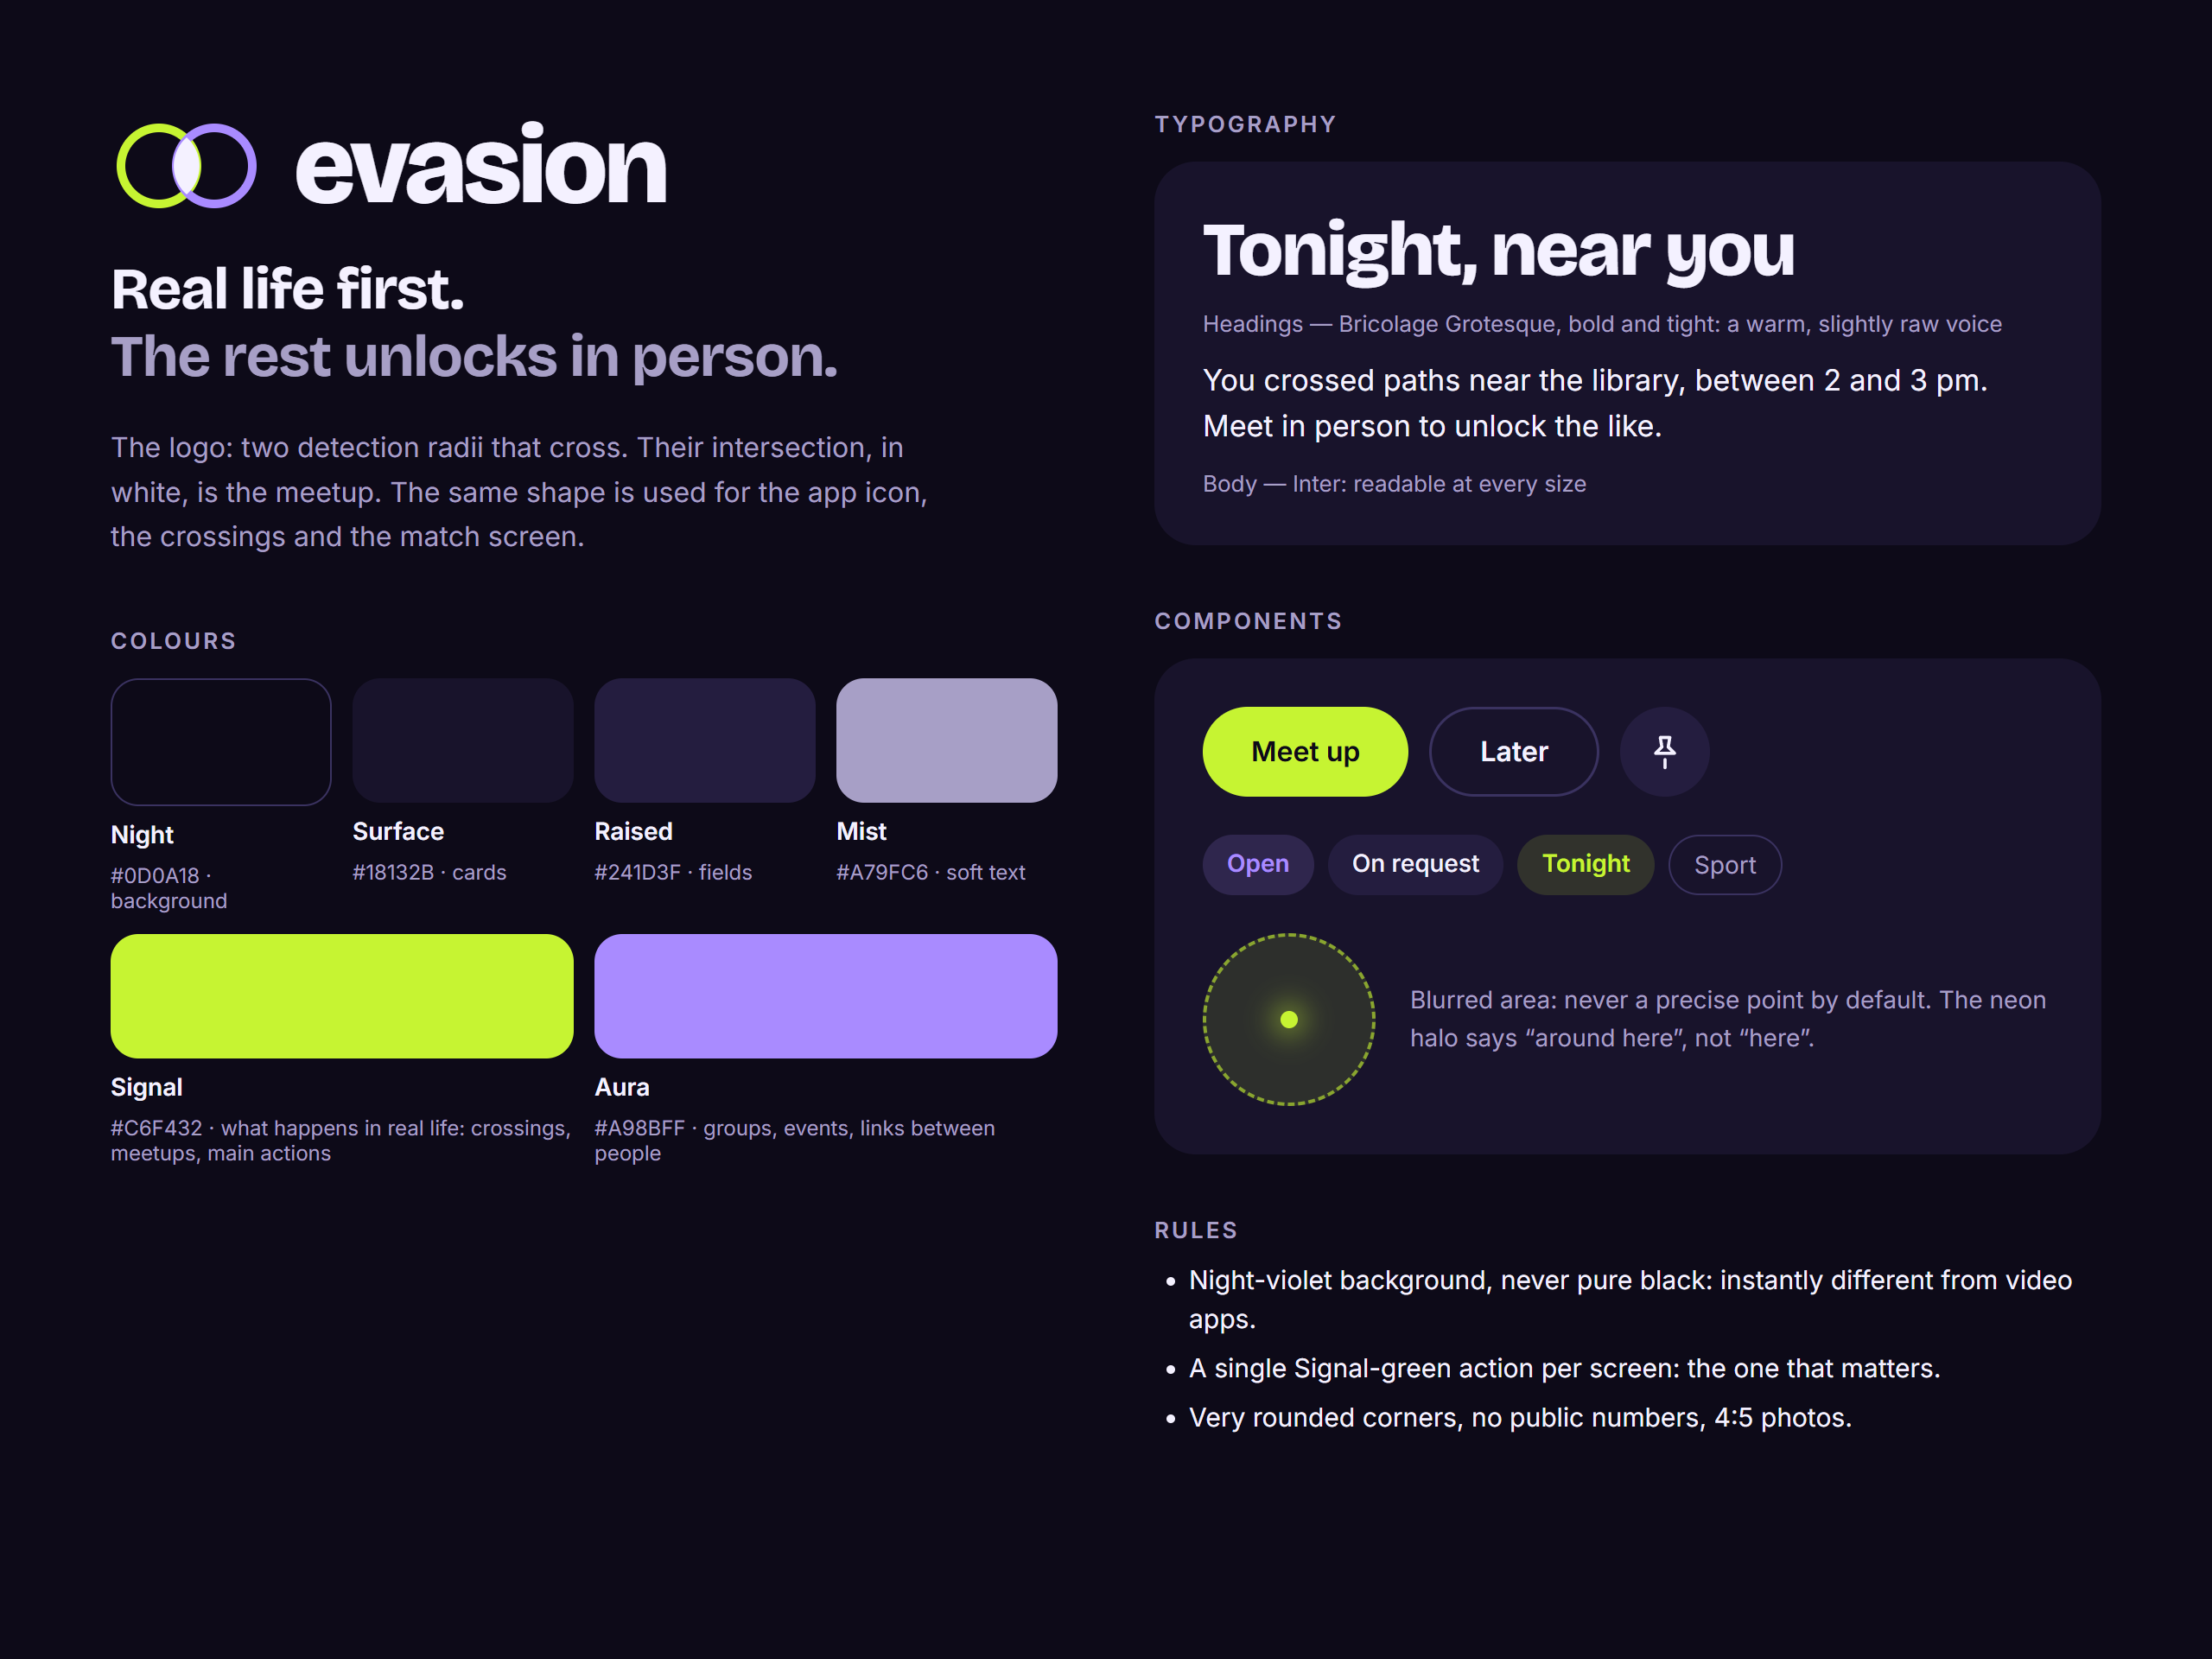 evasion
Real life first.
The rest unlocks in person.
The logo: two detection radii that cross. Their intersection, in
white, is the meetup. The same shape is used for the app icon,
the crossings and the match screen.
COLOURS
Night
#0D0A18 ·
background
Surface
#18132B · cards
Raised
#241D3F · fields
Mist
#A79FC6 · soft text
Signal
#C6F432 · what happens in real life: crossings,
meetups, main actions
Aura
#A98BFF · groups, events, links between
people
TYPOGRAPHY
Tonight, near you
Headings — Bricolage Grotesque, bold and tight: a warm, slightly raw voice
You crossed paths near the library, between 2 and 3 pm.
Meet in person to unlock the like.
Body — Inter: readable at every size
COMPONENTS
Meet up
Later
Open
On request
Tonight
Sport
Blurred area: never a precise point by default. The neon
halo says “around here”, not “here”.
RULES
• Night-violet background, never pure black: instantly different from video
apps.
• A single Signal-green action per screen: the one that matters.
• Very rounded corners, no public numbers, 4:5 photos.